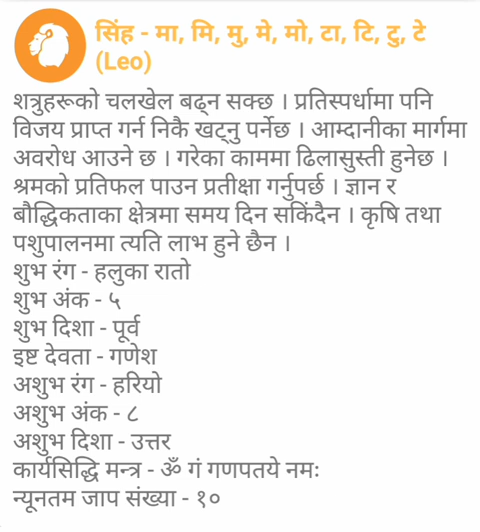 सिंह - मा, मि, मु, मे, मो, टा, टि, टु, टे
(Leo)
शत्रुहरूको चलखेल बढ्न सक्छ । प्रतिस्पर्धामा पनि
विजय प्राप्त गर्न निकै खट्नु पर्नेछ । आम्दानीका मार्गमा
अवरोध आउने छ । गरेका काममा ढिलासुस्ती हुनेछ ।
श्रमको प्रतिफल पाउन प्रतीक्षा गर्नुपर्छ । ज्ञान र
बौद्धिकताका क्षेत्रमा समय दिन सकिंदैन । कृषि तथा
पशुपालनमा त्यति लाभ हुने छैन ।
शुभ रंग - हलुका रातो
शुभ अंक - ५
शुभ दिशा - पूर्व
इष्ट देवता - गणेश
अशुभ रंग - हरियो
अशुभ अंक - ८
अशुभ दिशा - उत्तर
कार्यसिद्धि मन्त्र - ॐ गं गणपतये नमः
न्यूनतम जाप संख्या - १०